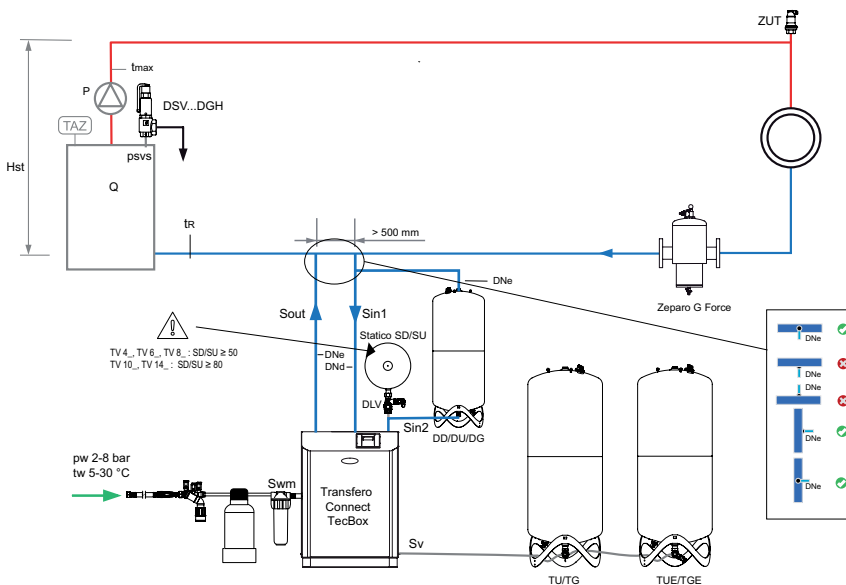 ZUT
tmax
P
DSV...DGH
TAZ
psvs
Hst
Q
tR
> 500 mm
DNe
Zeparo G Force
Sout
Sin1
Statico SD/SU
TV 4_, TV 6_, TV 8_ : SD/SU ≥ 50
TV 10_, TV 14_ : SD/SU ≥ 80
DNe
DNd
DLV
Sin2
DD/DU/DG
DNe
DNe
DNe
DNe
DNe
pw 2-8 bar
tw 5-30 °C
Swm
Transfero
Connect
TecBox
Sv
TU/TG
TUE/TGE